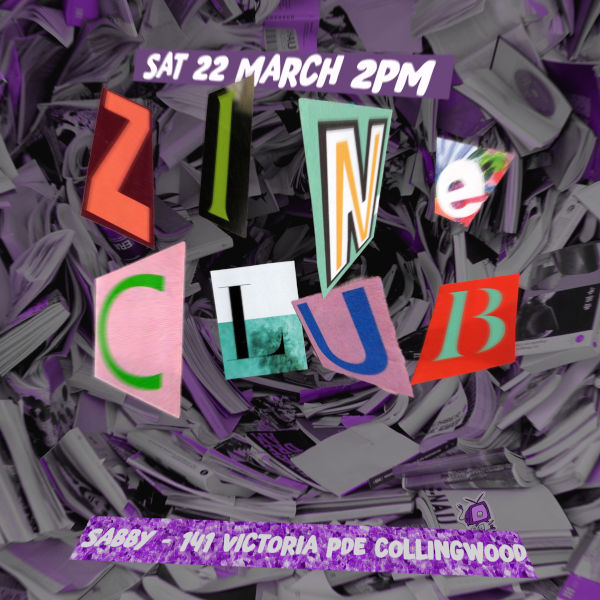 SAT 22 MARCH 2PM
ZINe
CLUB
SABBY - 141 VICTORIA PDE COLLINGWOOD